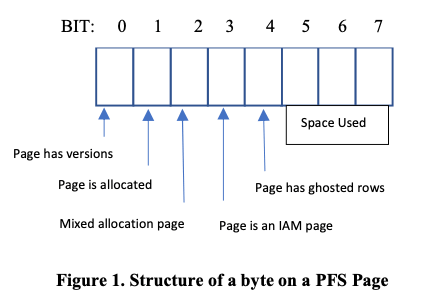 BIT: 0 1 2 3 4 5 6 7
Space Used
Page has versions
Page is allocated
Page has ghosted rows
Mixed allocation page
Page is an IAM page
Figure 1. Structure of a byte on a PFS Page